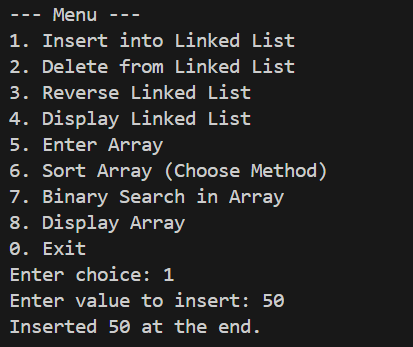 --- Menu ---
1. Insert into Linked List
2. Delete from Linked List
3. Reverse Linked List
4. Display Linked List
5. Enter Array
6. Sort Array (Choose Method)
7. Binary Search in Array
8. Display Array
0. Exit
Enter choice: 1
Enter value to insert: 50
Inserted 50 at the end.